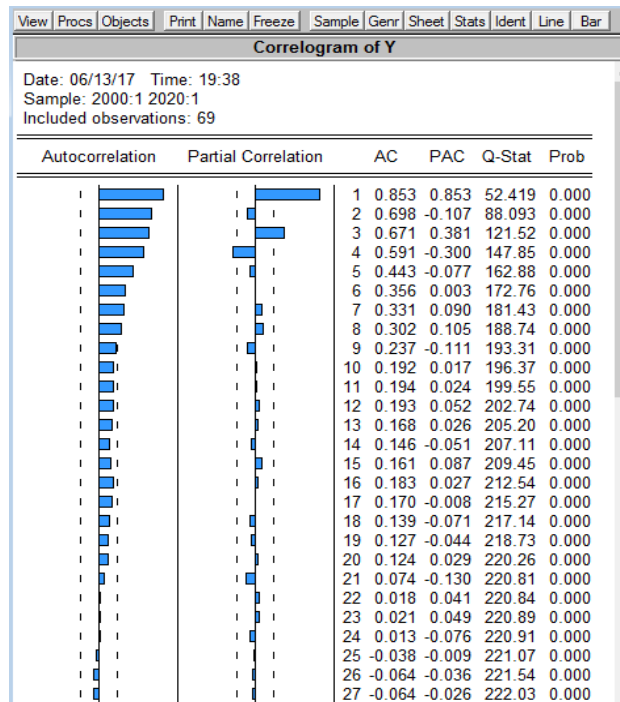 View Procs Objects Print Name Freeze Sample Genr Sheet Stats Ident Line Bar
Correlogram of Y
Date: 06/13/17 Time: 19:38
Sample: 2000:1 2020:1
Included observations: 69
Autocorrelation Partial Correlation AC PAC Q-Stat Prob
1 0.853 0.853 52.419 0.000
2 0.698 -0.107 88.093 0.000
3 0.671 0.381 121.52 0.000
4 0.591 -0.300 147.85 0.000
5 0.443 -0.077 162.88 0.000
6 0.356 0.003 172.76 0.000
7 0.331 0.090 181.43 0.000
8 0.302 0.105 188.74 0.000
9 0.237 -0.111 193.31 0.000
10 0.192 0.017 196.37 0.000
11 0.194 0.024 199.55 0.000
12 0.193 0.052 202.74 0.000
13 0.168 0.026 205.20 0.000
14 0.146 -0.051 207.11 0.000
15 0.161 0.087 209.45 0.000
16 0.183 0.027 212.54 0.000
17 0.170 -0.008 215.27 0.000
18 0.139 -0.071 217.14 0.000
19 0.127 -0.044 218.73 0.000
20 0.124 0.029 220.26 0.000
21 0.074 -0.130 220.81 0.000
22 0.018 0.041 220.84 0.000
23 0.021 0.049 220.89 0.000
24 0.013 -0.076 220.91 0.000
25 -0.038 -0.009 221.07 0.000
26 -0.064 -0.036 221.54 0.000
27 -0.064 -0.026 222.03 0.000